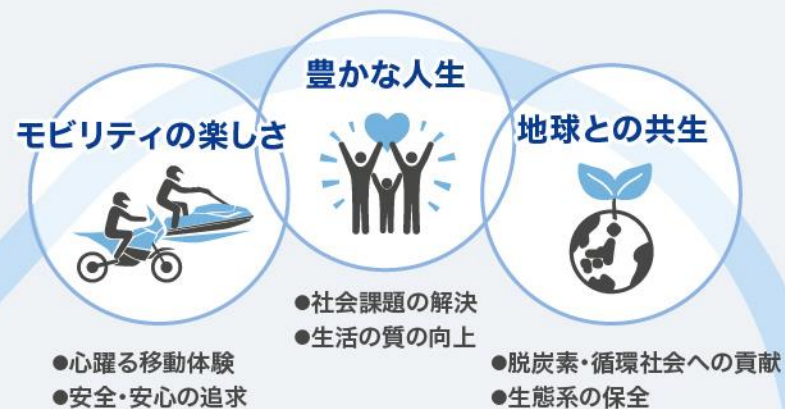 豊かな人生
モビリティの楽しさ
地球との共生
●社会課題の解決
●生活の質の向上
●心躍る移動体験
●安全・安心の追求
●脱炭素・循環社会への貢献
●生態系の保全